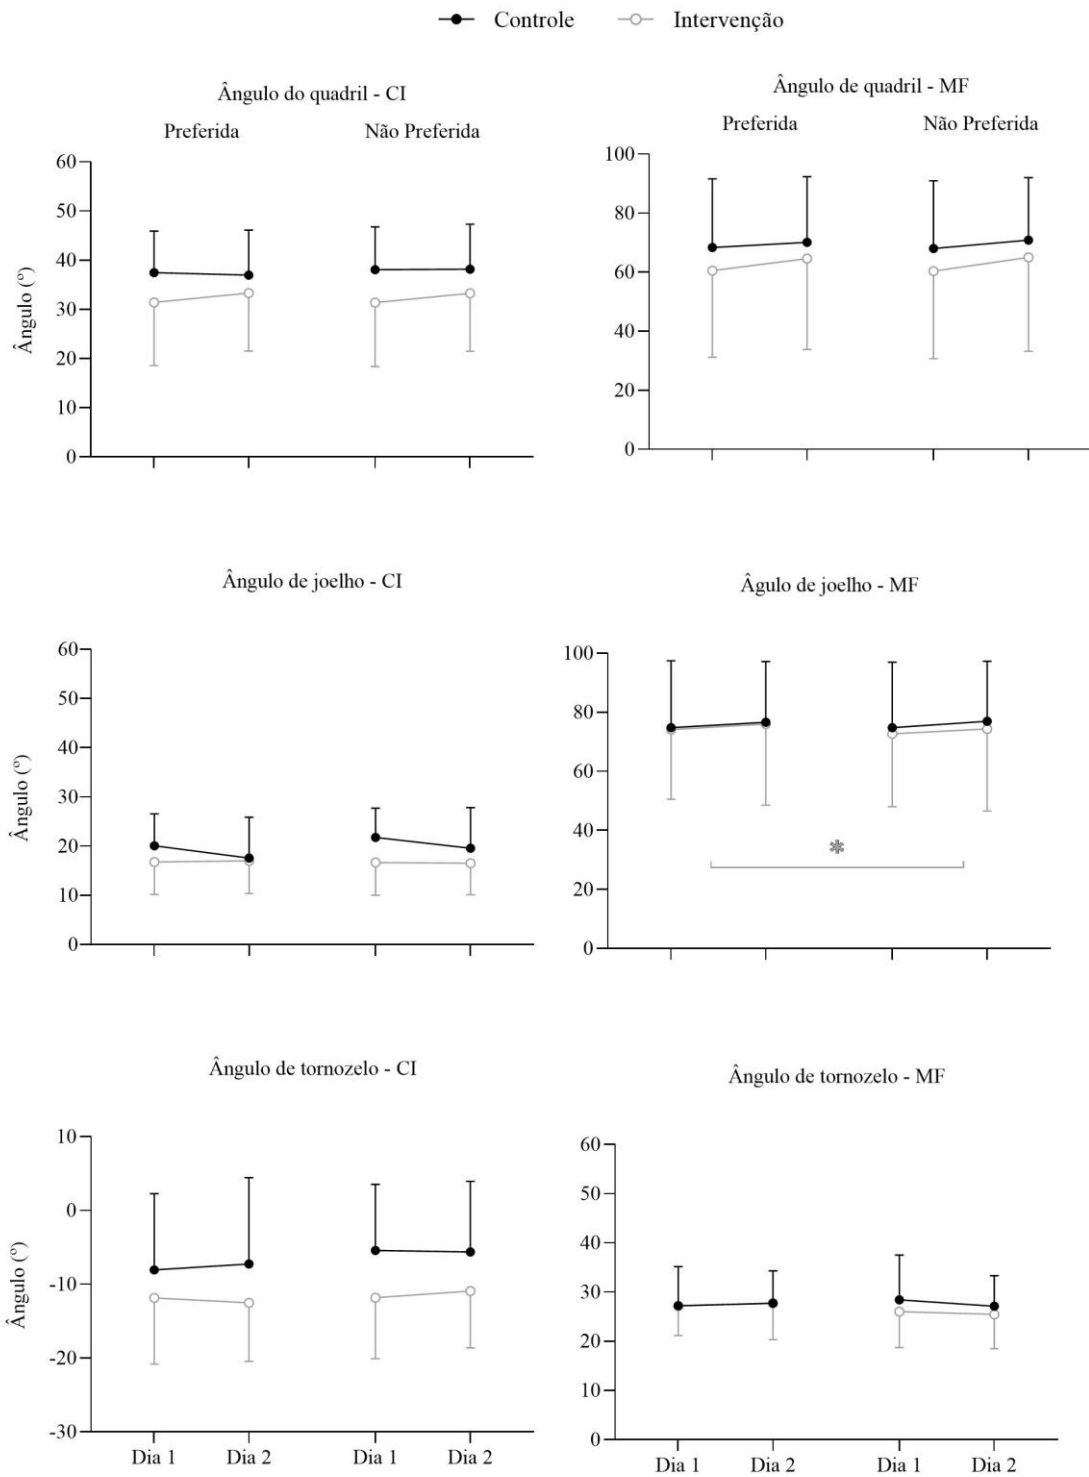 Controle Intervenção
Ângulo do quadril - CI
Preferida Não Preferida
60
50
40
30
20
10
0
Ângulo (º)
Ângulo de quadril - MF
Preferida Não Preferida
100
80
60
40
20
0
Ângulo de joelho - CI
60
50
40
30
20
10
0
Ângulo (º)
Âgulo de joelho - MF
100
80
60
40
20
0
*
Ângulo de tornozelo - CI
10
0
-10
-20
-30
Ângulo (º)
Dia 1 Dia 2 Dia 1 Dia 2
Ângulo de tornozelo - MF
60
50
40
30
20
10
0
Dia 1 Dia 2 Dia 1 Dia 2